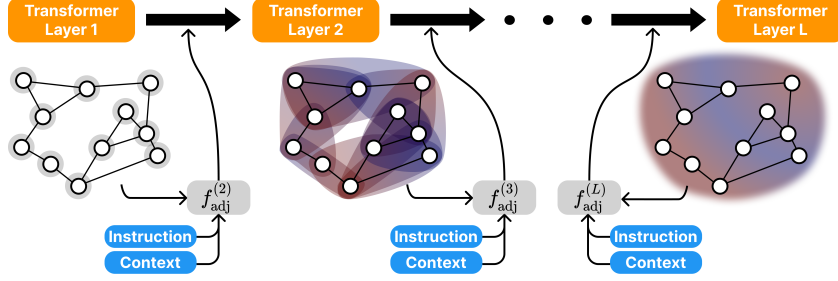 Transformer
Layer 1
Transformer
Layer 2
Transformer
Layer L
f_adj^(2)
f_adj^(3)
f_adj^(L)
Instruction
Context
Instruction
Context
Instruction
Context